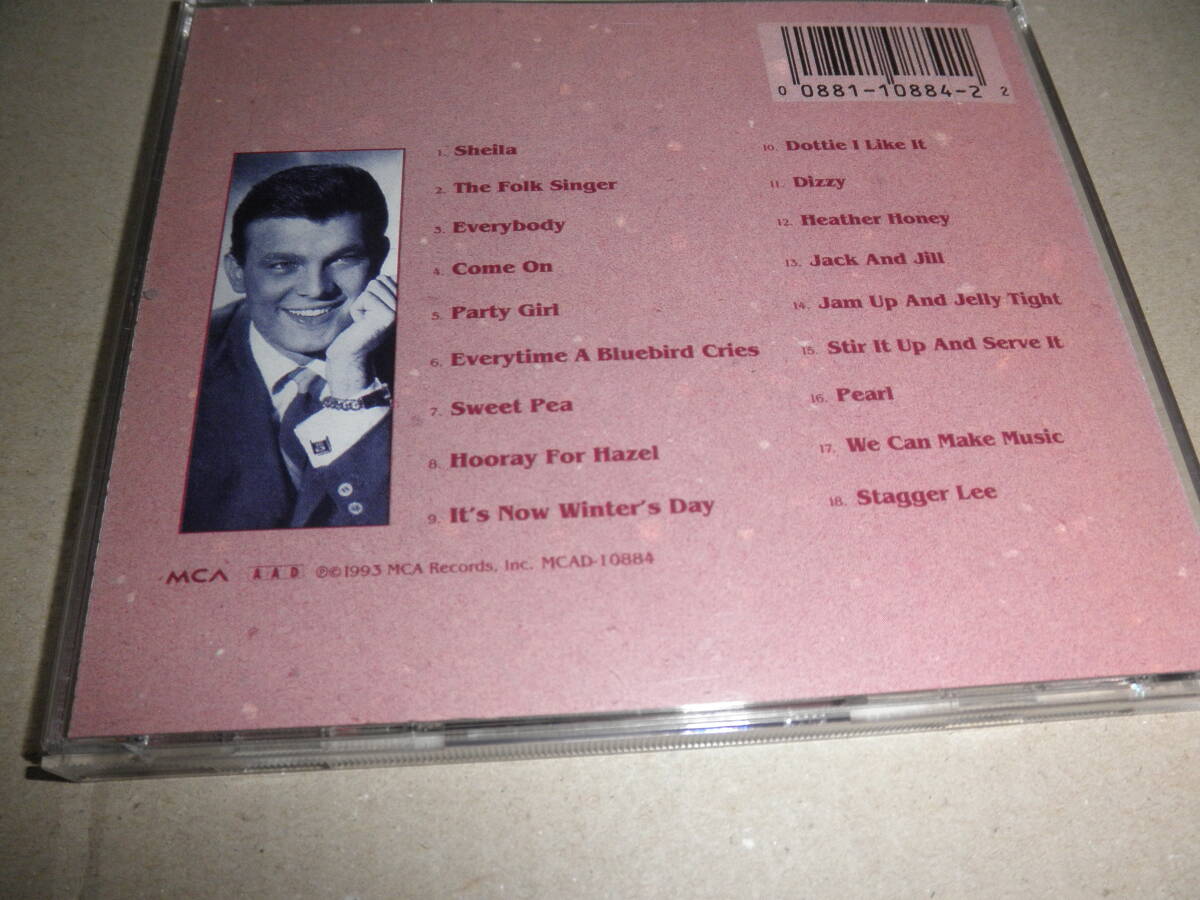 0 0881-10884-2 2
1. Sheila
2. The Folk Singer
3. Everybody
4. Come On
5. Party Girl
6. Everytime A Bluebird Cries
7. Sweet Pea
8. Hooray For Hazel
9. It's Now Winter's Day
10. Dottie I Like It
11. Dizzy
12. Heather Honey
13. Jack And Jill
14. Jam Up And Jelly Tight
15. Stir It Up And Serve It
16. Pearl
17. We Can Make Music
18. Stagger Lee
MCA AAD ℗©1993 MCA Records, Inc. MCAD-10884